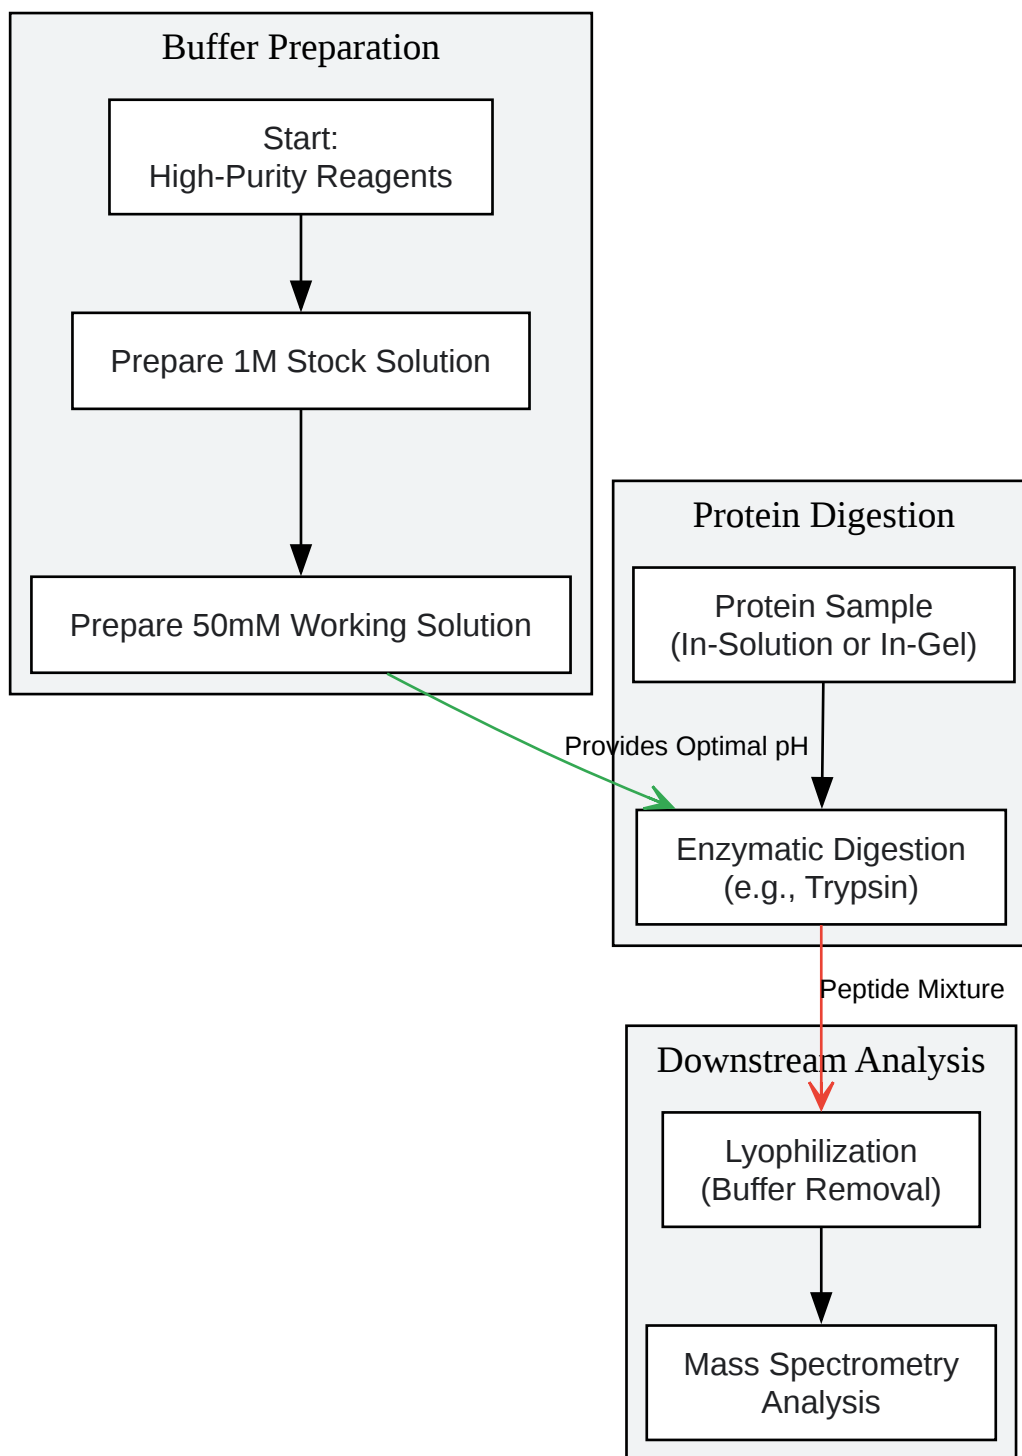 Buffer Preparation
Start:
High-Purity Reagents
Prepare 1M Stock Solution
Prepare 50mM Working Solution
Protein Digestion
Protein Sample
(In-Solution or In-Gel)
Provides Optimal pH
Enzymatic Digestion
(e.g., Trypsin)
Peptide Mixture
Downstream Analysis
Lyophilization
(Buffer Removal)
Mass Spectrometry
Analysis